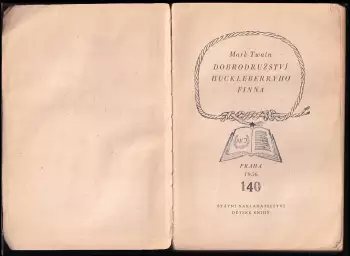 Mark Twain
DOBRODRUŽSTVÍ
HUCKLEBERRYHO
FINNA
PRAHA
1956
140
STÁTNÍ NAKLADATELSTVÍ
DĚTSKÉ KNIHY